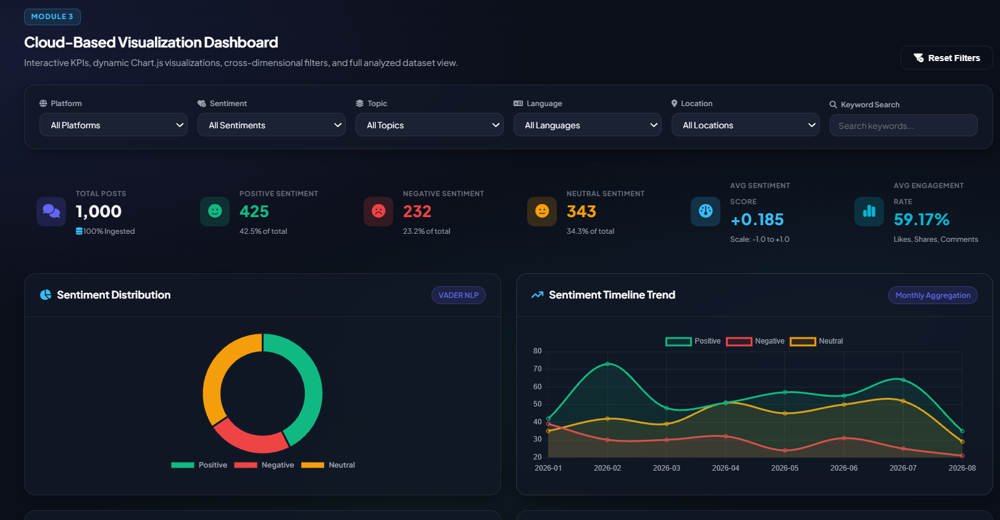 MODULE 3
Cloud-Based Visualization Dashboard
Interactive KPIs, dynamic Chart.js visualizations, cross-dimensional filters, and full analyzed dataset view.
Reset Filters
Platform
All Platforms
Sentiment
All Sentiments
Topic
All Topics
Language
All Languages
Location
All Locations
Keyword Search
Search keywords...
TOTAL POSTS
1,000
100% Ingested
POSITIVE SENTIMENT
425
42.5% of total
NEGATIVE SENTIMENT
232
23.2% of total
NEUTRAL SENTIMENT
343
34.3% of total
AVG SENTIMENT
SCORE
+0.185
Scale: -1.0 to +1.0
AVG ENGAGEMENT
RATE
59.17%
Likes, Shares, Comments
Sentiment Distribution
VADER NLP
Positive Negative Neutral
Sentiment Timeline Trend
Monthly Aggregation
Positive Negative Neutral
80
70
60
50
40
30
20
2026-01 2026-02 2026-03 2026-04 2026-05 2026-06 2026-07 2026-08